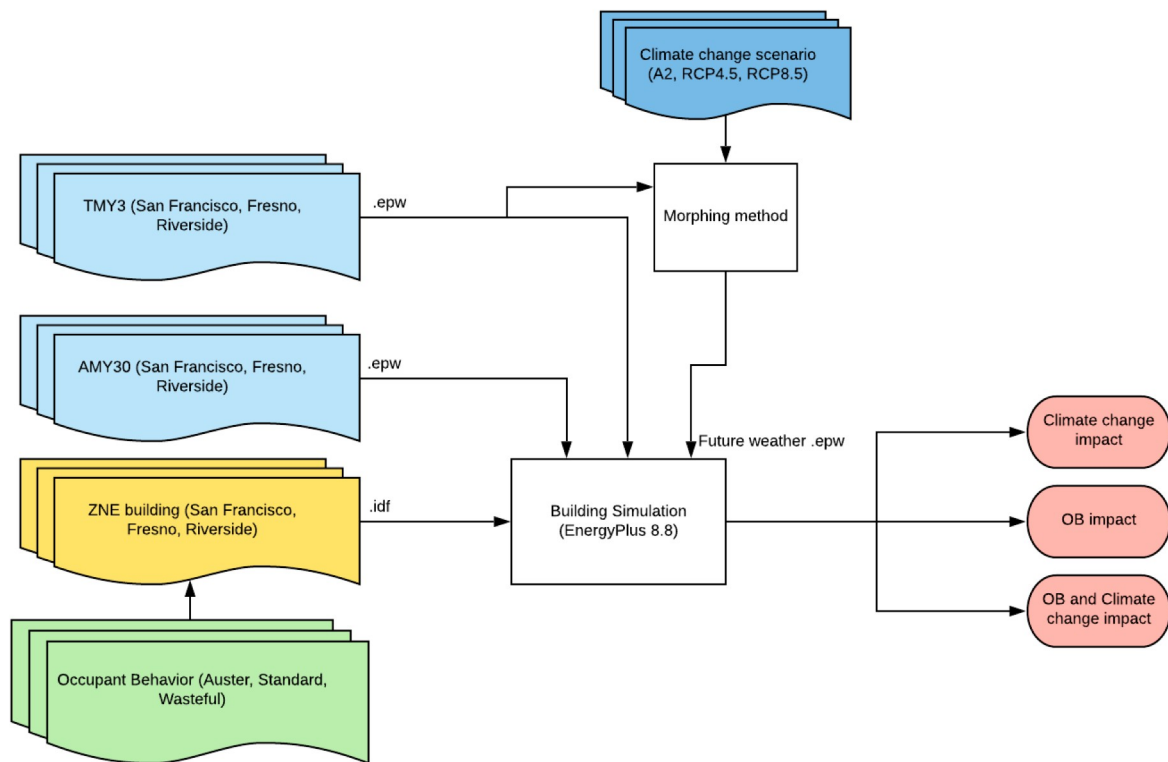 Climate change scenario
(A2, RCP4.5, RCP8.5)
TMY3 (San Francisco, Fresno,
Riverside)
.epw
Morphing method
AMY30 (San Francisco, Fresno,
Riverside)
.epw
Future weather .epw
Climate change
impact
ZNE building (San Francisco,
Fresno, Riverside)
.idf
Building Simulation
(EnergyPlus 8.8)
OB impact
OB and Climate
change impact
Occupant Behavior (Auster, Standard,
Wasteful)